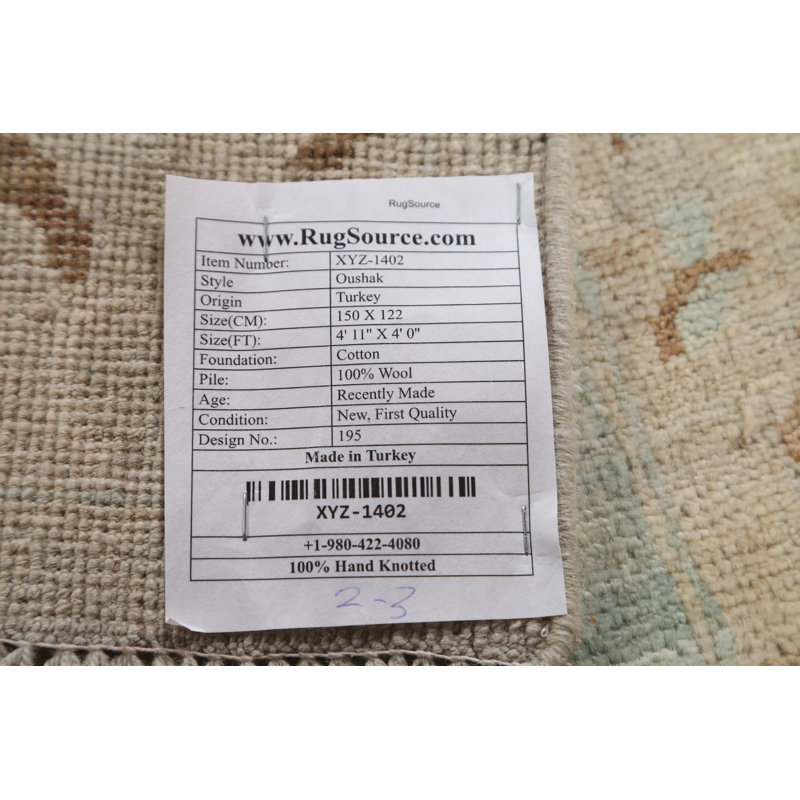 RugSource
www.RugSource.com
Item Number: XYZ-1402
Style Oushak
Origin Turkey
Size(CM): 150 X 122
Size(FT): 4' 11" X 4' 0"
Foundation: Cotton
Pile: 100% Wool
Age: Recently Made
Condition: New, First Quality
Design No.: 195
Made in Turkey
XYZ-1402
+1-980-422-4080
100% Hand Knotted
2-3